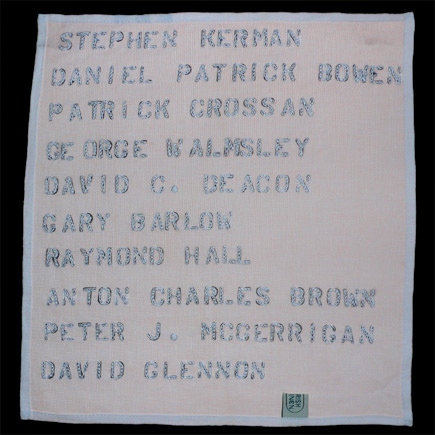 STEPHEN KERMAN
DANIEL PATRICK BOWEN
PATRICK CROSSAN
GEORGE WALMSLEY
DAVID C. DEACON
GARY BARLOW
RAYMOND HALL
ANTON CHARLES BROWN
PETER J. MCGERRIGAN
DAVID GLENNON